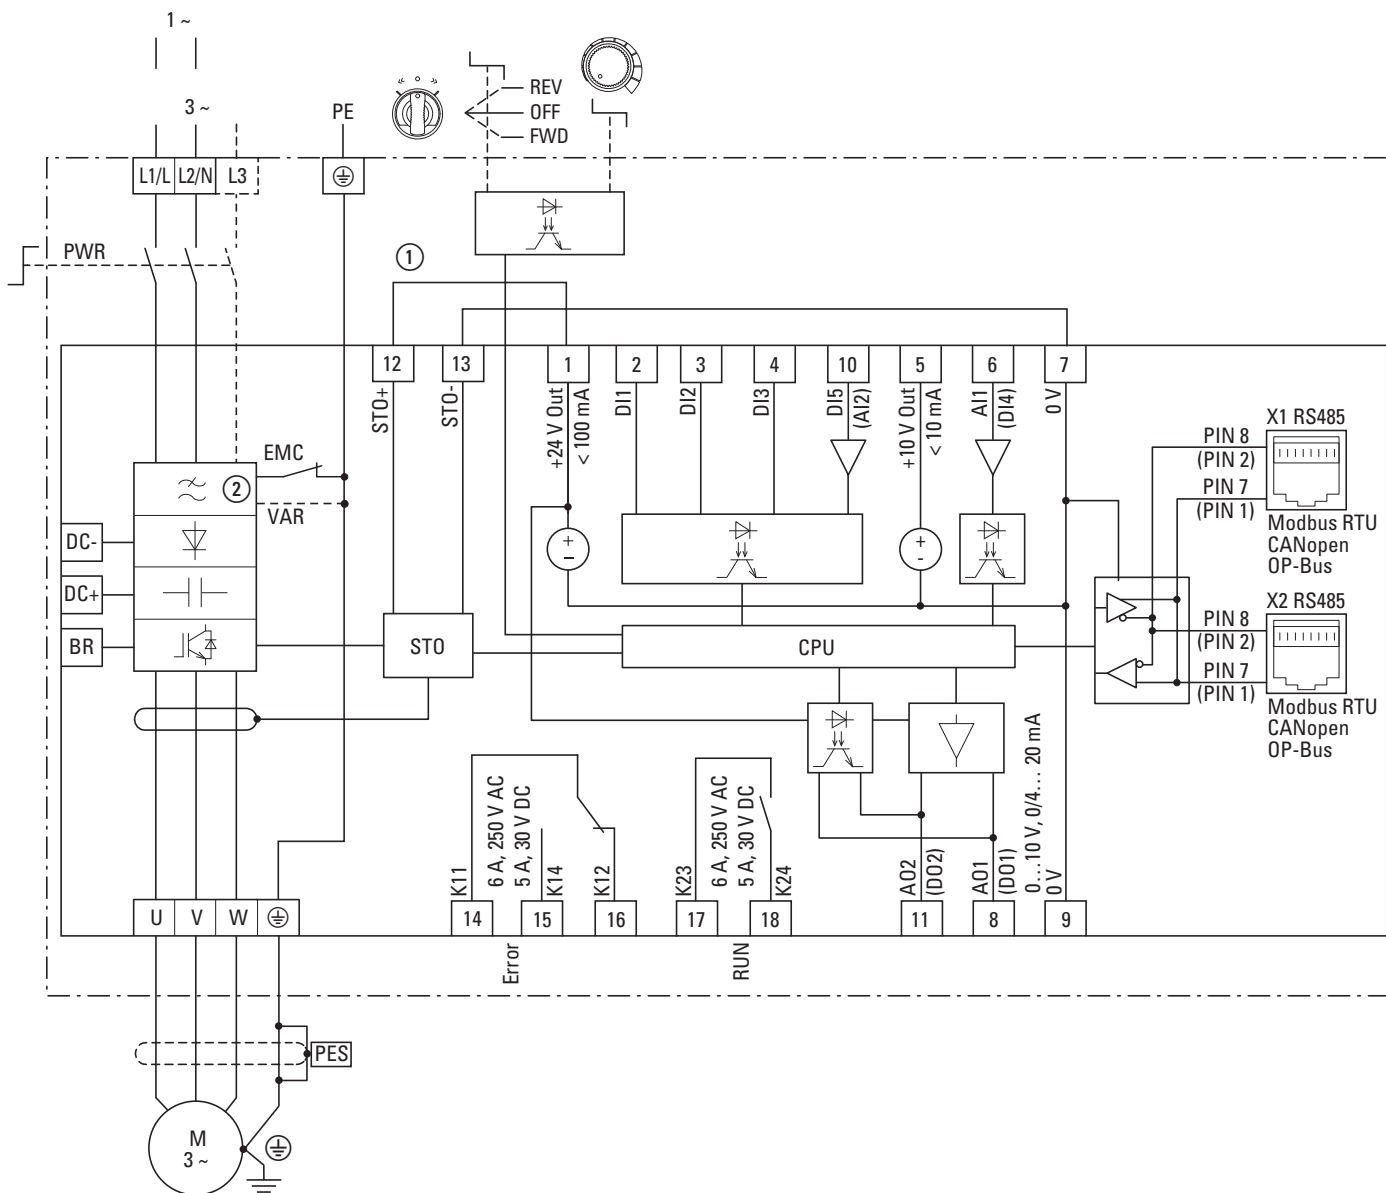 1 ~
3 ~
PE
REV
OFF
FWD
L1/L L2/N L3
PWR
1
12 13 1 2 3 4 10 5 6 7
STO+
STO-
+24 V Out
< 100 mA
DI1
DI2
DI3
DI5
(AI2)
+10 V Out
< 10 mA
AI1
(DI4)
0 V
X1 RS485
PIN 8
(PIN 2)
PIN 7
(PIN 1)
Modbus RTU
CANopen
OP-Bus
EMC
2
VAR
DC-
DC+
BR
+
−
+
-
STO
CPU
X2 RS485
PIN 8
(PIN 2)
PIN 7
(PIN 1)
Modbus RTU
CANopen
OP-Bus
K11
6 A, 250 V AC
5 A, 30 V DC
K14
K12
K23
6 A, 250 V AC
5 A, 30 V DC
K24
AO2
(DO2)
AO1
(DO1)
0...10 V, 0/4... 20 mA
0 V
U V W
14 15 16 17 18 11 8 9
Error
RUN
PES
M
3 ~